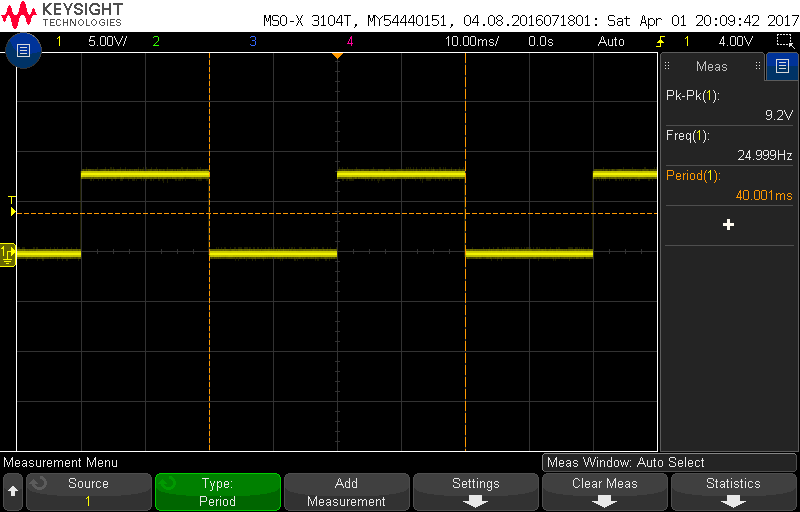 KEYSIGHT
TECHNOLOGIES
MSO-X 3104T, MY54440151, 04.08.2016071801: Sat Apr 01 20:09:42 2017
1 5.00V/ 2 3 4 10.00ms/ 0.0s Auto 1 4.00V
Meas
Pk-Pk(1):
9.2V
Freq(1):
24.999Hz
Period(1):
40.001ms
T
1
Measurement Menu
Meas Window: Auto Select
Source
1
Type:
Period
Add
Measurement
Settings
Clear Meas
Statistics